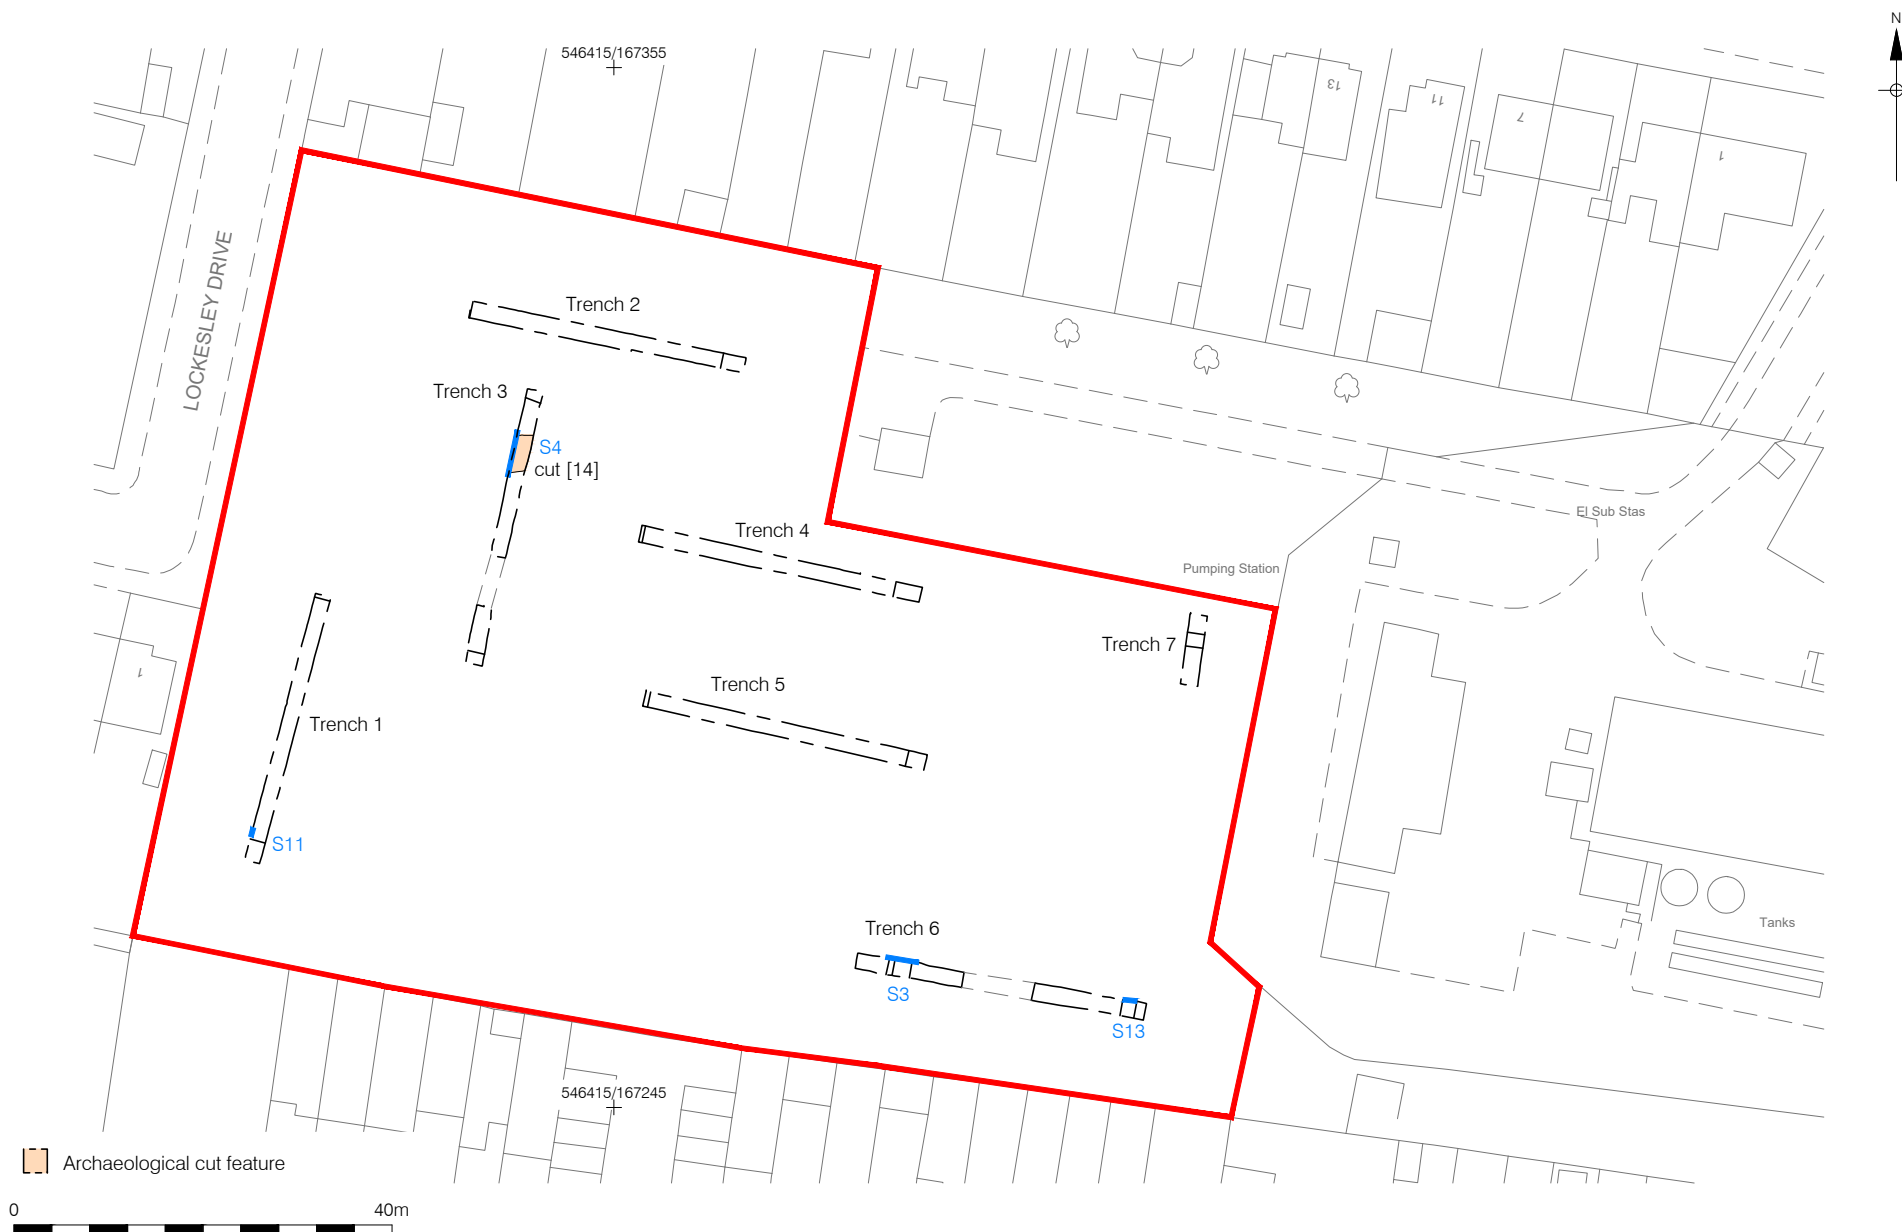 N
546415/167355
13
11
7
1
LOCKESLEY DRIVE
Trench 2
Trench 3
S4
cut [14]
Trench 4
El Sub Stas
Pumping Station
Trench 7
1
Trench 5
Trench 1
S11
Trench 6
Tanks
S3
S13
546415/167245
Archaeological cut feature
0
40m